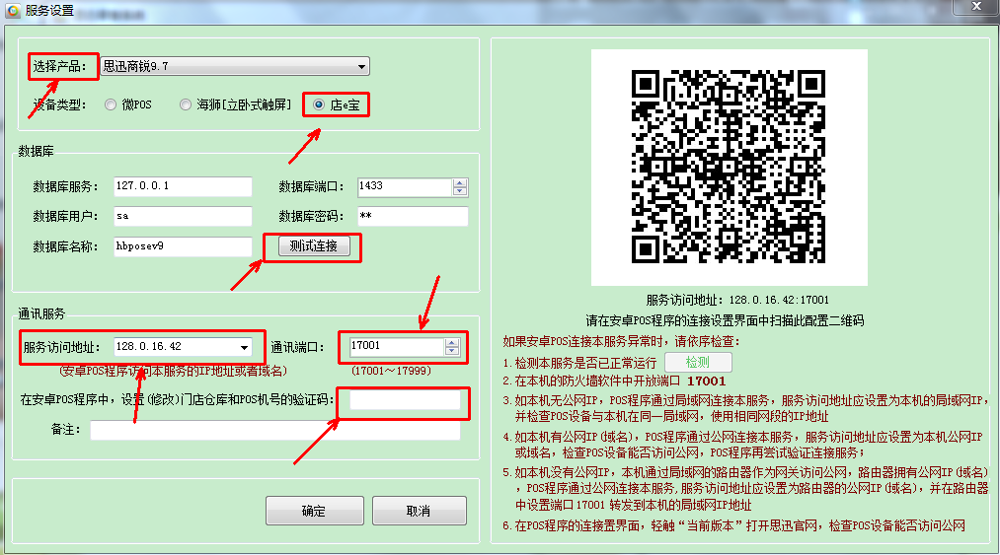 服务设置
选择产品： 思迅商锐9.7
设备类型： 微POS 海狮[立卧式触屏] 店e宝
数据库
数据库服务： 127.0.0.1 数据库端口： 1433
数据库用户： sa 数据库密码： **
数据库名称： hbposev9 测试连接
通讯服务
服务访问地址： 128.0.16.42 通讯端口： 17001
(安卓POS程序访问本服务的IP地址或者域名) (17001～17999)
在安卓POS程序中，设置(修改)门店仓库和POS机号的验证码：
备注：
确定 取消
服务访问地址：128.0.16.42:17001
请在安卓POS程序的连接设置界面中扫描此配置二维码
如果安卓POS连接本服务异常时，请依序检查：
1. 检测本服务是否已正常运行 检测
2. 在本机的防火墙软件中开放端口 17001
3. 如本机无公网IP，POS程序通过局域网连接本服务，服务访问地址应设置为本机的局域网IP，
并检查POS设备与本机在同一局域网，使用相同网段的IP地址
4. 如本机有公网IP(域名)，POS程序通过公网连接本服务，服务访问地址应设置为本机公网IP
或域名，检查POS设备能否访问公网，POS程序再尝试验证连接服务；
5. 如本机没有公网IP，本机通过局域网的路由器作为网关访问公网，路由器拥有公网IP(域名)
，POS程序通过公网连接本服务,服务访问地址应设置为路由器的公网IP(域名)，并在路由器
中设置端口17001 转发到本机的局域网IP地址
6. 在POS程序的连接置界面，轻触“当前版本”打开思迅官网，检查POS设备能否访问公网